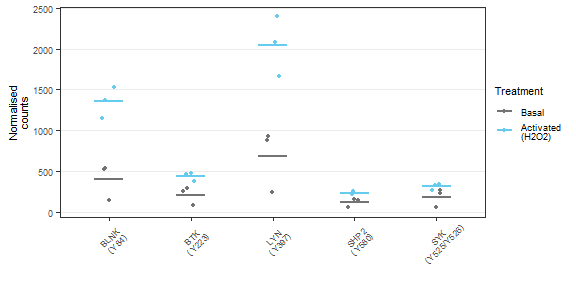 2500
2000
1500
1000
500
0
Normalised
counts
BLNK
(Y84)
BTK
(Y223)
LYN
(Y397)
SHP2
(Y580)
SYK
(Y525/Y526)
Treatment
Basal
Activated
(H2O2)